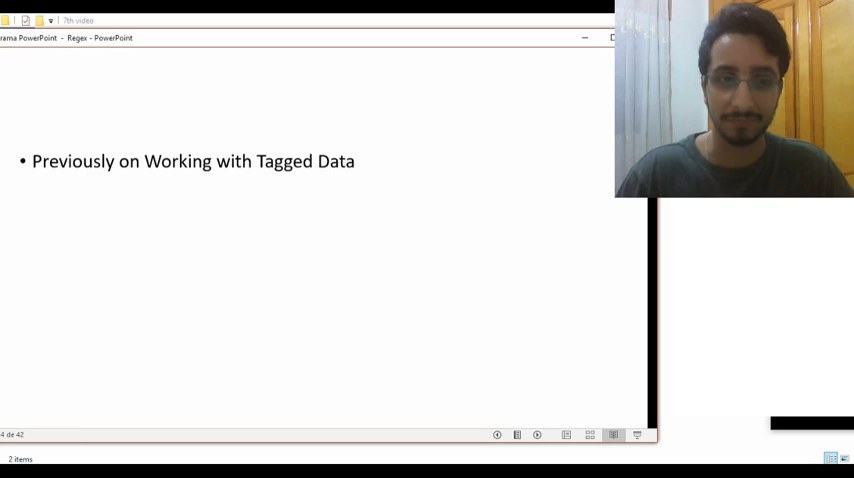 7th video
rama PowerPoint - Regex - PowerPoint
• Previously on Working with Tagged Data
4 de 42
2 items